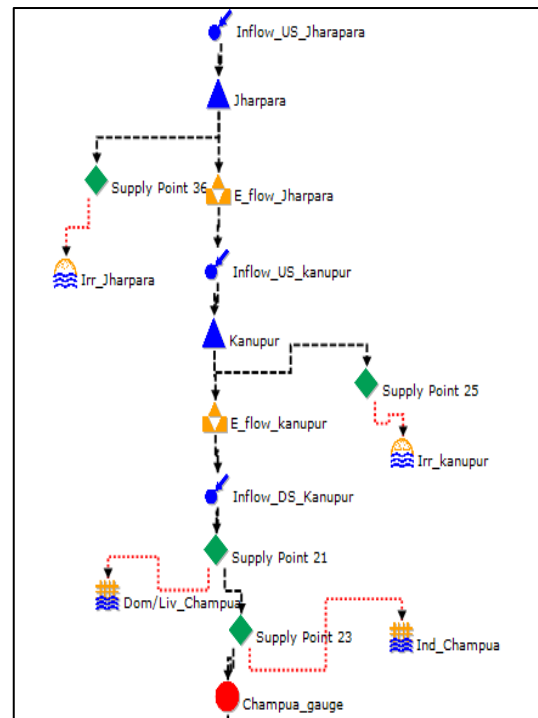 Inflow_US_Jharapara
Jharpara
Supply Point 36
E_flow_Jharpara
Irr_Jharpara
Inflow_US_kanupur
Kanupur
Supply Point 25
E_flow_kanupur
Irr_kanupur
Inflow_DS_Kanupur
Supply Point 21
Dom/Liv_Champua
Supply Point 23
Ind_Champua
Champua_gauge